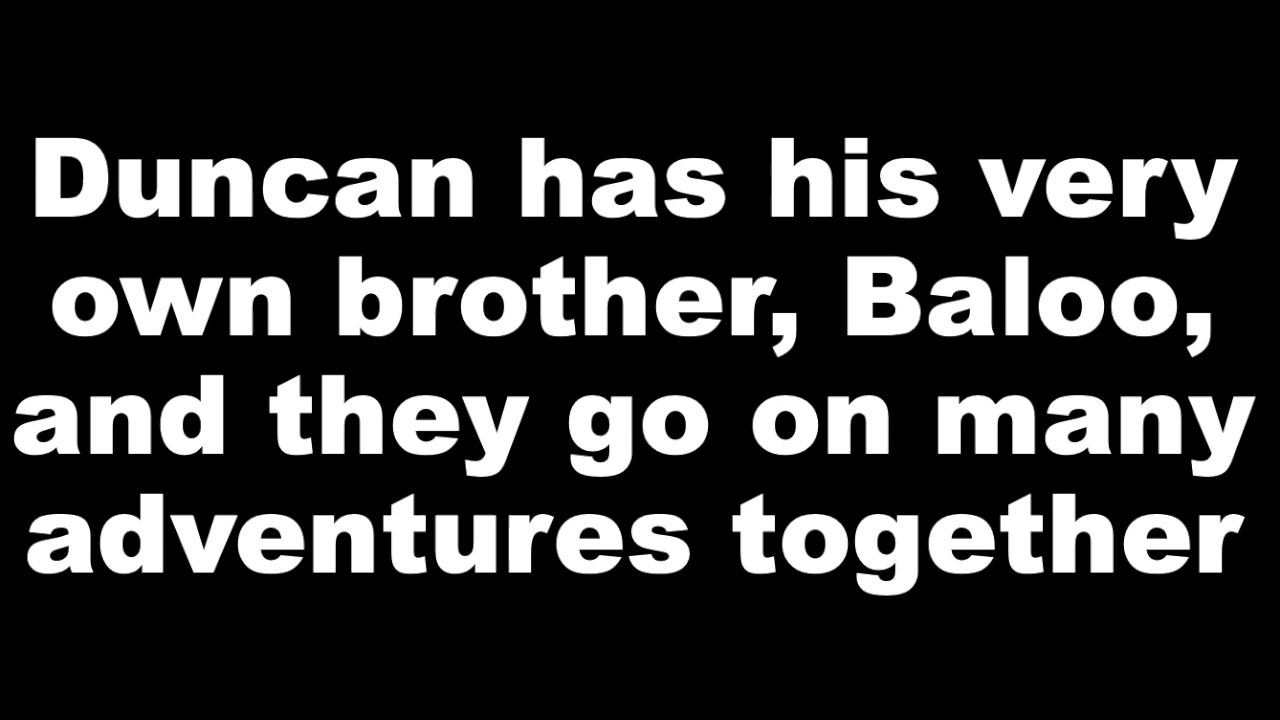 Duncan has his very
own brother, Baloo,
and they go on many
adventures together